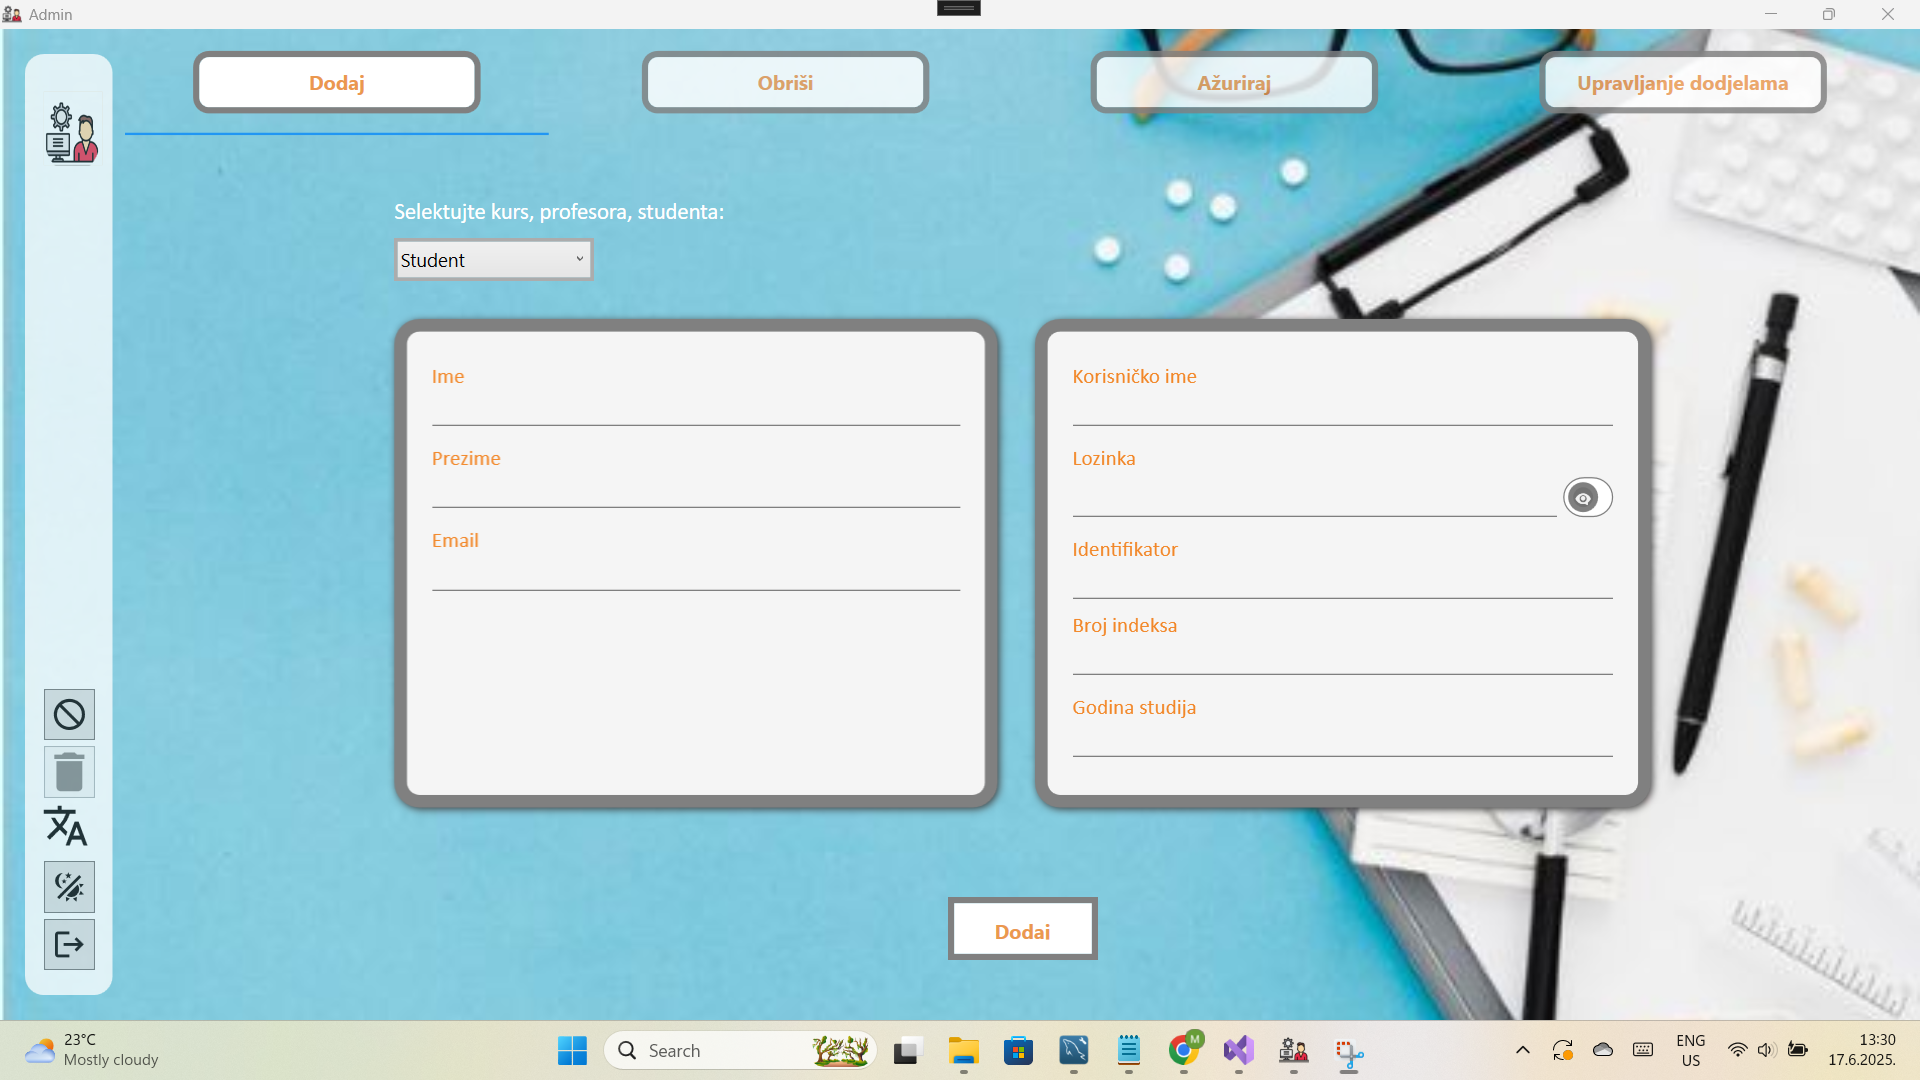 Admin
Dodaj
Obriši
Ažuriraj
Upravljanje dodjelama
Selektujte kurs, profesora, studenta:
Student
Ime
Prezime
Email
Korisničko ime
Lozinka
Identifikator
Broj indeksa
Godina studija
Dodai
23°C
Mostly cloudy
Search
M
ENG
US
13:30
17.6.2025.